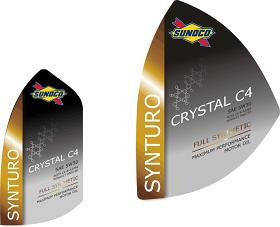 SUNOCO
SYNTURO
CRYSTAL C4
SAE 5W30
FULL SYNTHETIC
MAXIMUM PERFORMANCE
MOTOR OIL
SUNOCO
SYNTURO
CRYSTAL C4
SAE 5W30
FULL SYNTHETIC
MAXIMUM PERFORMANCE
MOTOR OIL